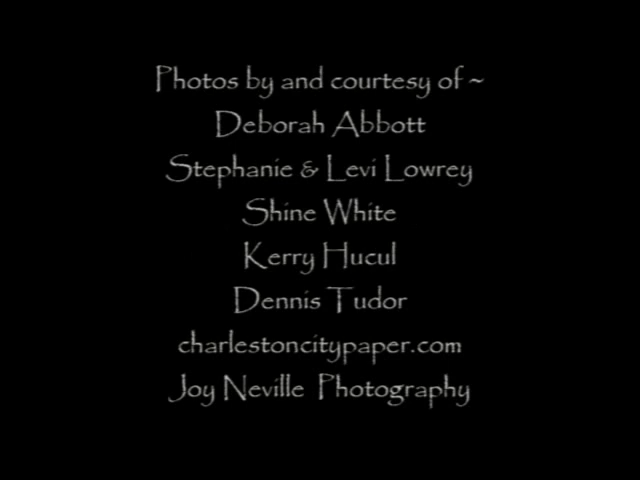 Photos by and courtesy of ~
Deborah Abbott
Stephanie & Levi Lowrey
Shine White
Kerry Hucul
Dennis Tudor
charlestoncitypaper.com
Joy Neville Photography